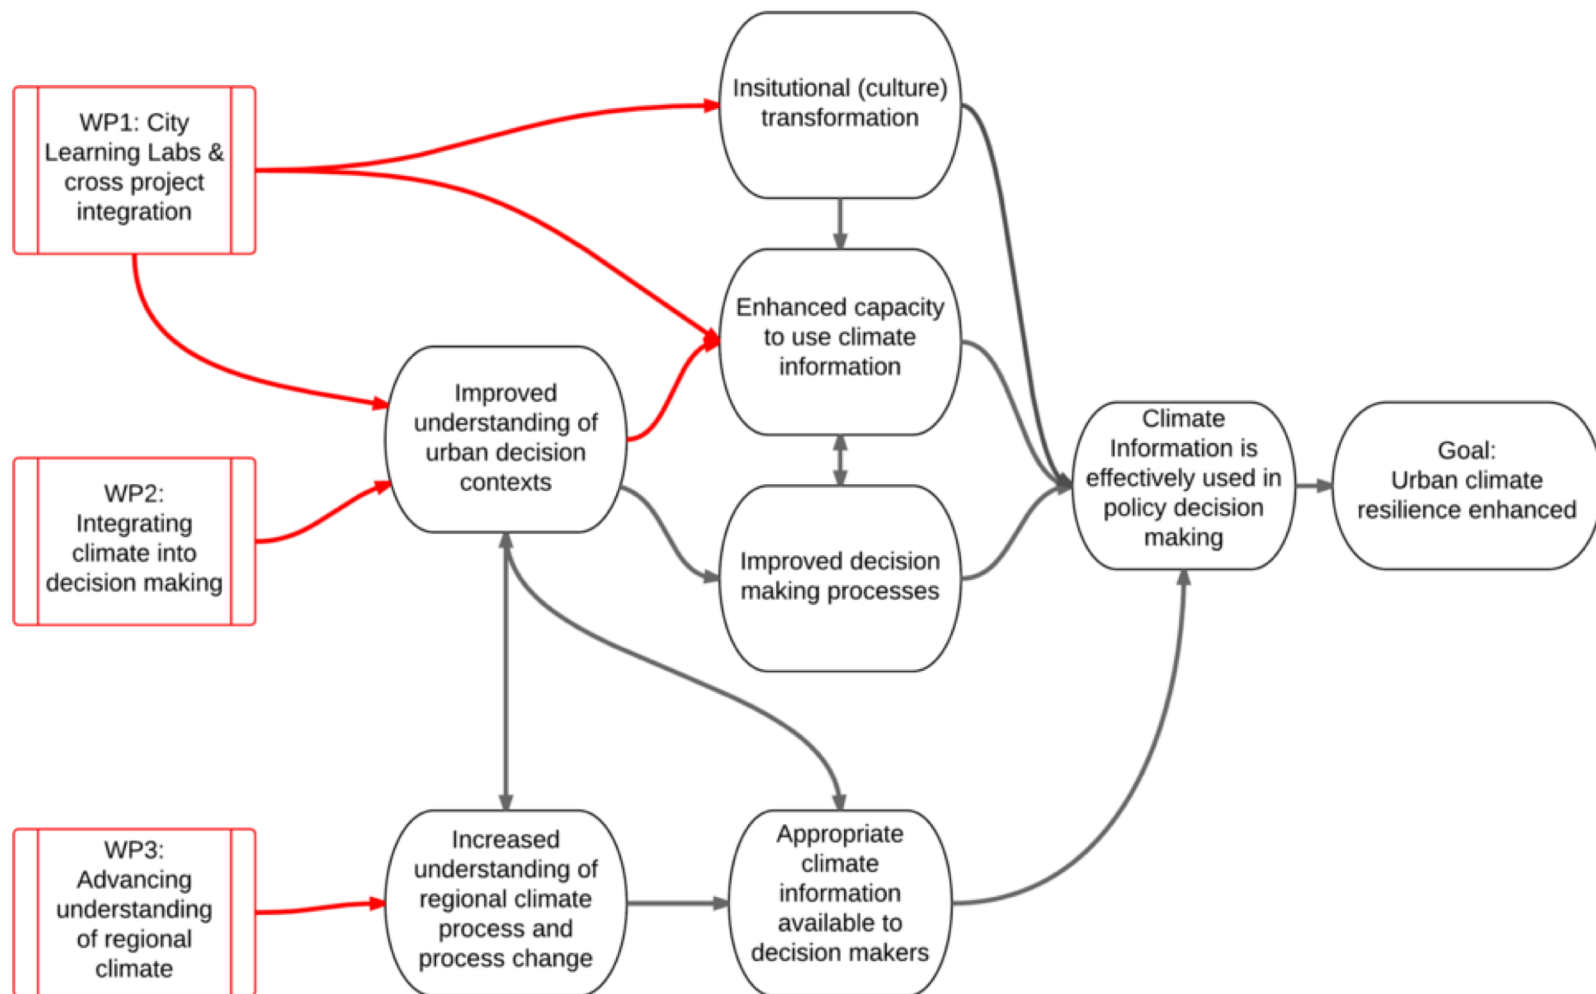 Insitutional (culture)
transformation
WP1: City
Learning Labs &
cross project
integration
Enhanced capacity
to use climate
information
Improved
understanding of
urban decision
contexts
Climate
Information is
effectively used in
policy decision
making
Goal:
Urban climate
resilience enhanced
WP2:
Integrating
climate into
decision making
Improved decision
making processes
WP3:
Advancing
understanding
of regional
climate
Increased
understanding of
regional climate
process and
process change
Appropriate
climate
information
available to
decision makers